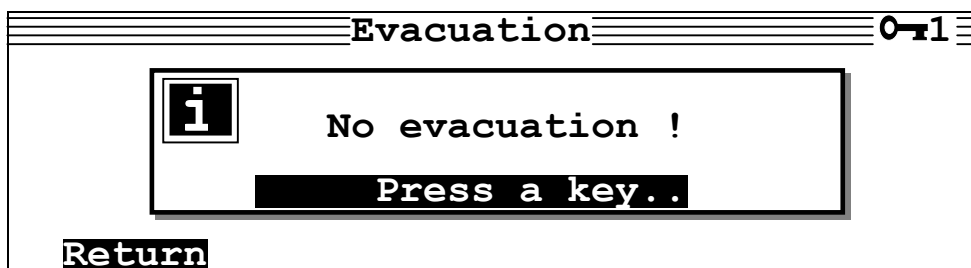 Evacuation 1
i
No evacuation !
Press a key..
Return